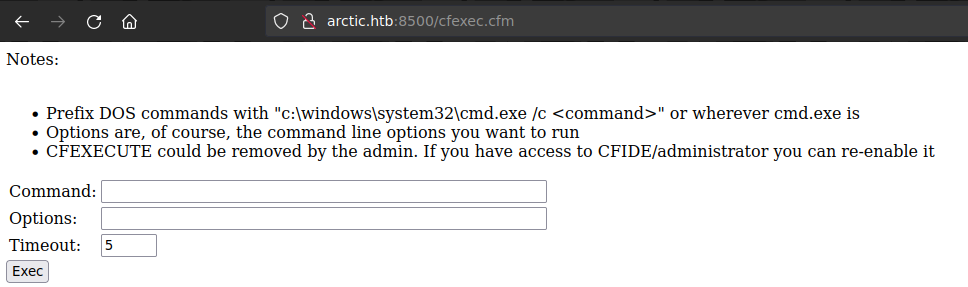 arctic.htb:8500/cfexec.cfm
Notes:
• Prefix DOS commands with "c:\windows\system32\cmd.exe /c <command>" or wherever cmd.exe is
• Options are, of course, the command line options you want to run
• CFEXECUTE could be removed by the admin. If you have access to CFIDE/administrator you can re-enable it
Command:
Options:
Timeout: 5
Exec